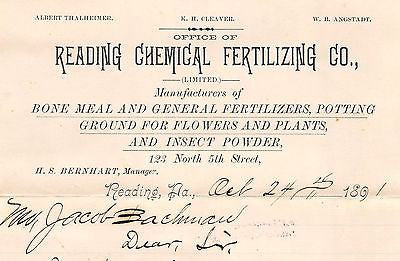 ALBERT THALHEIMER. K. H. CLEAVER. W. B. ANGSTADT.
OFFICE OF
READING CHEMICAL FERTILIZING CO.,
(LIMITED)
Manufacturers of
BONE MEAL AND GENERAL FERTILIZERS, POTTING
GROUND FOR FLOWERS AND PLANTS,
AND INSECT POWDER,
123 North 5th Street,
H. S. BERNHART, Manager.
Reading, Pa., Oct 24th 1891
Jacob Bachman
Dear Sir,